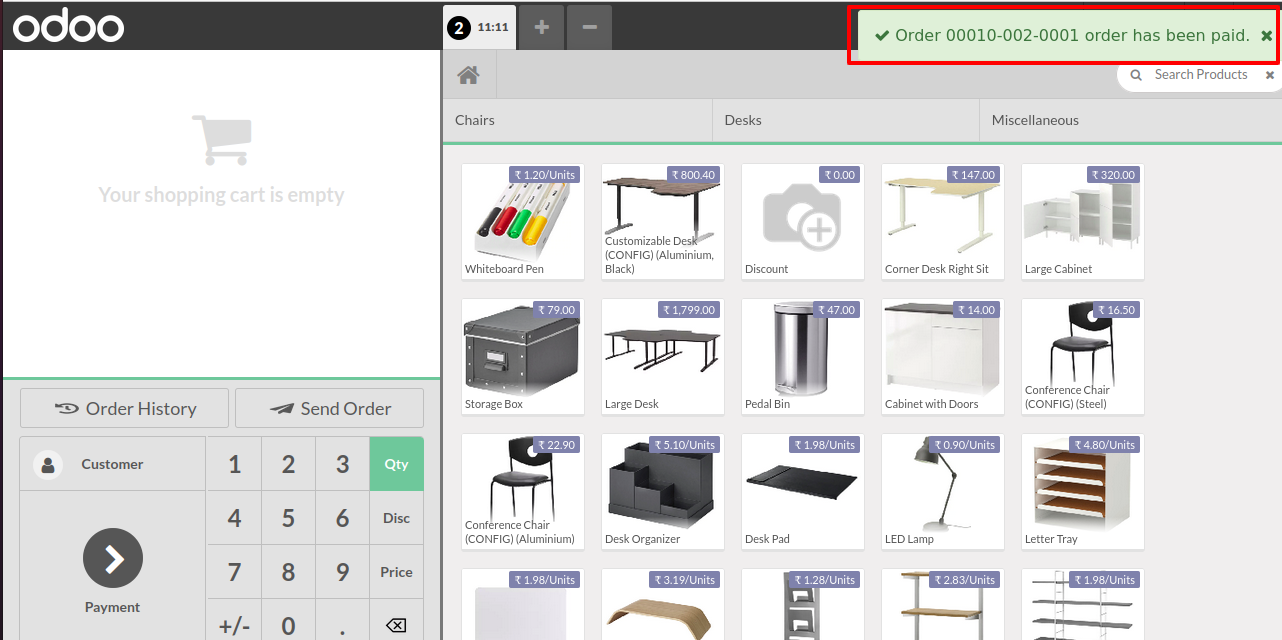 odoo
2 11:11
Order 00010-002-0001 order has been paid.
Search Products
Chairs
Desks
Miscellaneous
Your shopping cart is empty
₹ 1.20/Units
Whiteboard Pen
₹ 800.40
Customizable Desk
(CONFIG) (Aluminium,
Black)
₹ 0.00
Discount
₹ 147.00
Corner Desk Right Sit
₹ 320.00
Large Cabinet
₹ 79.00
Storage Box
₹ 1,799.00
Large Desk
₹ 47.00
Pedal Bin
₹ 14.00
Cabinet with Doors
₹ 16.50
Conference Chair
(CONFIG) (Steel)
₹ 22.90
Conference Chair
(CONFIG) (Aluminium)
₹ 5.10/Units
Desk Organizer
₹ 1.98/Units
Desk Pad
₹ 0.90/Units
LED Lamp
₹ 4.80/Units
Letter Tray
₹ 1.98/Units
₹ 3.19/Units
₹ 1.28/Units
₹ 2.83/Units
₹ 1.98/Units
Order History
Send Order
Customer
Payment
1 2 3 Qty
4 5 6 Disc
7 8 9 Price
+/- 0 .